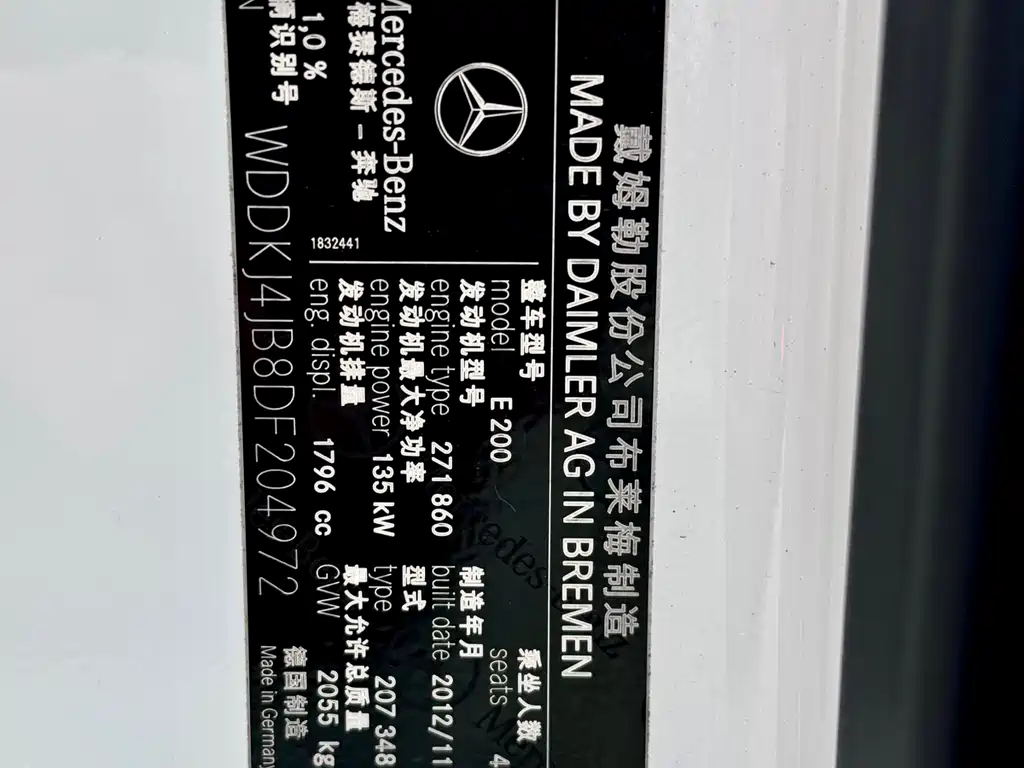 戴姆勒股份公司布莱梅制造
MADE BY DAIMLER AG IN BREMEN
Mercedes-Benz
梅赛德斯－奔驰
1832441
整车型号
model E 200
乘坐人数
seats 4
发动机型号
engine type 271 860
制造年月
built date 2012/11
发动机最大净功率
engine power 135 kW
型式
type 207 348
发动机排量
eng. displ. 1796 cc
最大允许总质量
GVW 2055 kg
1,0 %
辆识别号 WDDKJ4JB8DF204972
德国制造
Made in Germany
N